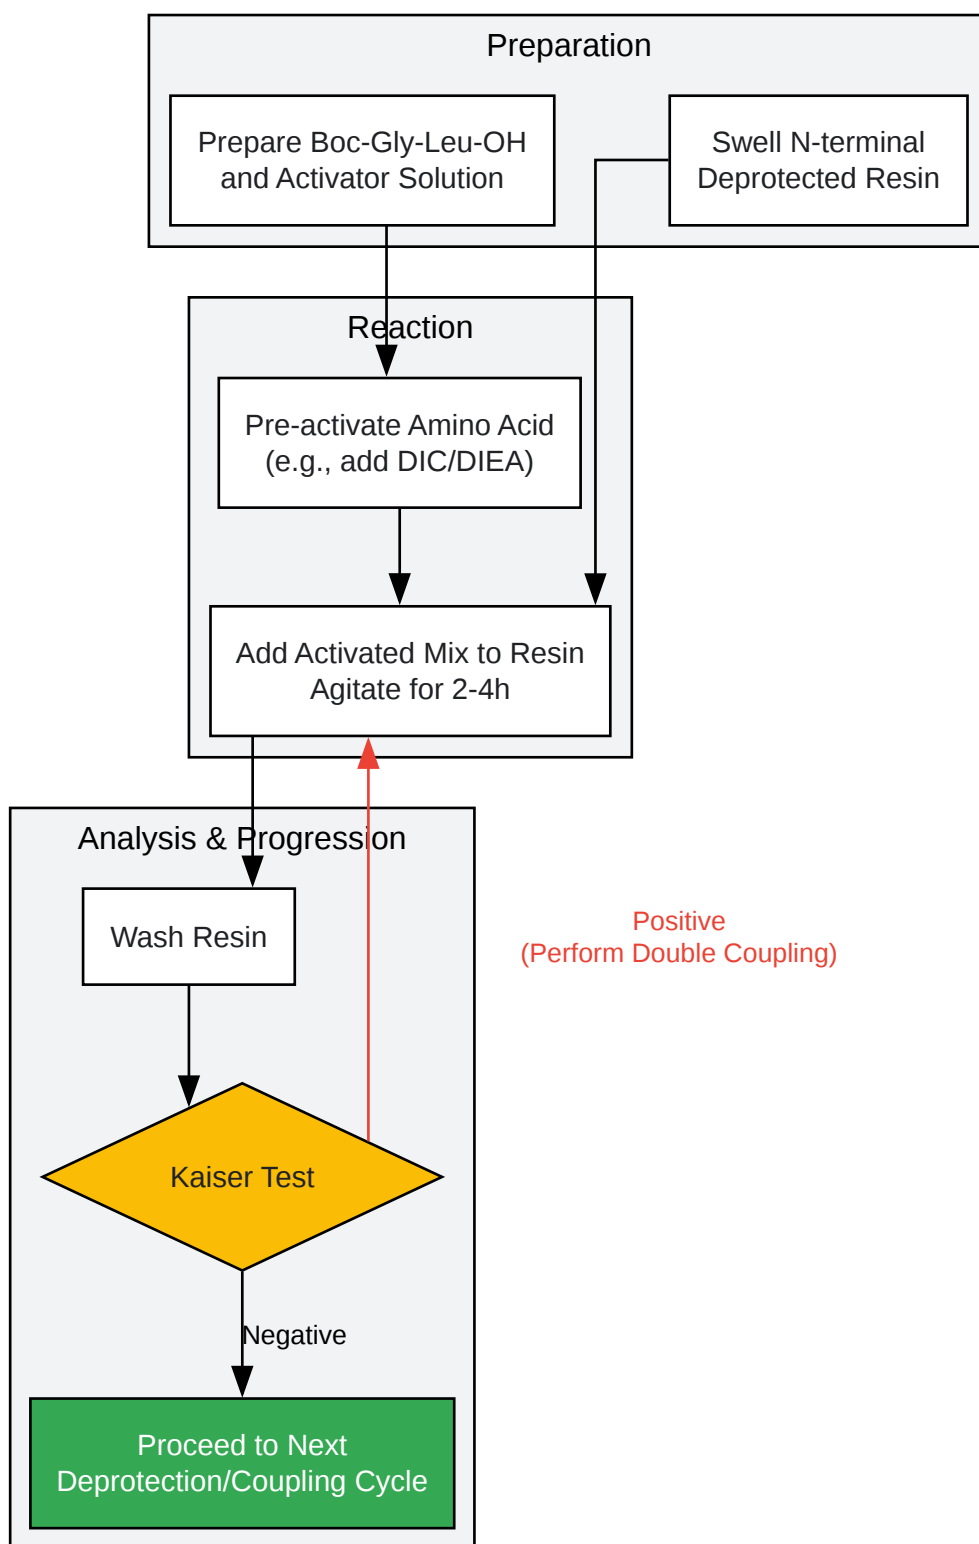 Preparation
Prepare Boc-Gly-Leu-OH
and Activator Solution
Swell N-terminal
Deprotected Resin
Reaction
Pre-activate Amino Acid
(e.g., add DIC/DIEA)
Add Activated Mix to Resin
Agitate for 2-4h
Analysis & Progression
Wash Resin
Positive
(Perform Double Coupling)
Kaiser Test
Negative
Proceed to Next
Deprotection/Coupling Cycle